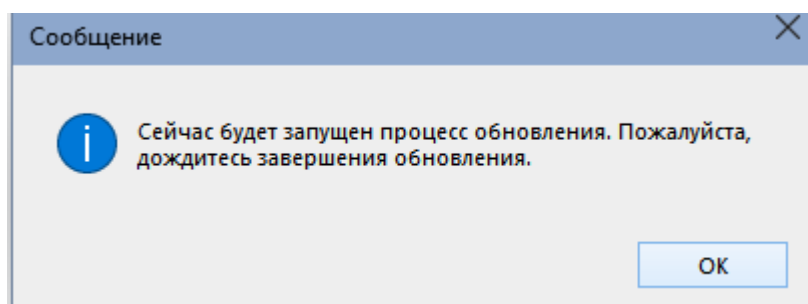 Сообщение
Сейчас будет запущен процесс обновления. Пожалуйста,
дождитесь завершения обновления.
ОК